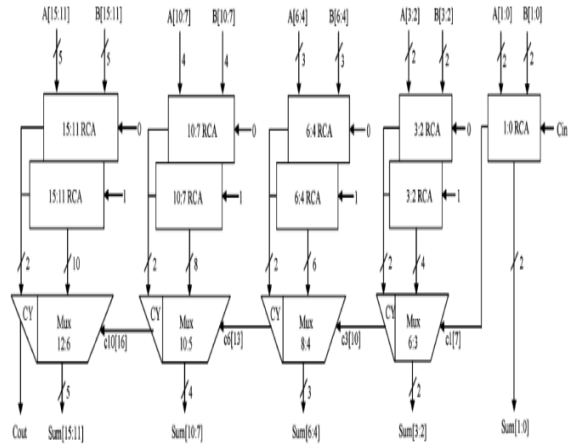 A[15:11] B[15:11] A[10:7] B[10:7] A[6:4] B[6:4] A[3:2] B[3:2] A[1:0] B[1:0]
5 5 4 4 3 3 2 2 2 2
15:11 RCA 0 10:7 RCA 0 6:4 RCA 0 3:2 RCA 0 1:0 RCA Cin
15:11 RCA 1 10:7 RCA 1 6:4 RCA 1 3:2 RCA 1
2 10 2 8 2 6 2 4 2
CY Mux 12:6 c10[16] CY Mux 10:5 c6[13] CY Mux 8:4 c3[10] CY Mux 6:3 c1[7]
5 4 3 2
Cout Sum[15:11] Sum[10:7] Sum[6:4] Sum[3:2] Sum[1:0]